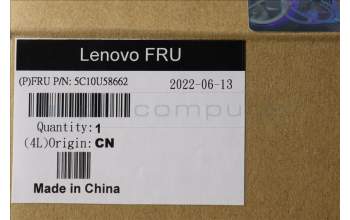 Lenovo FRU
(P)FRU P/N: 5C10U58662 2022-06-13
Quantity: 1
(4L)Origin: CN
Made in China